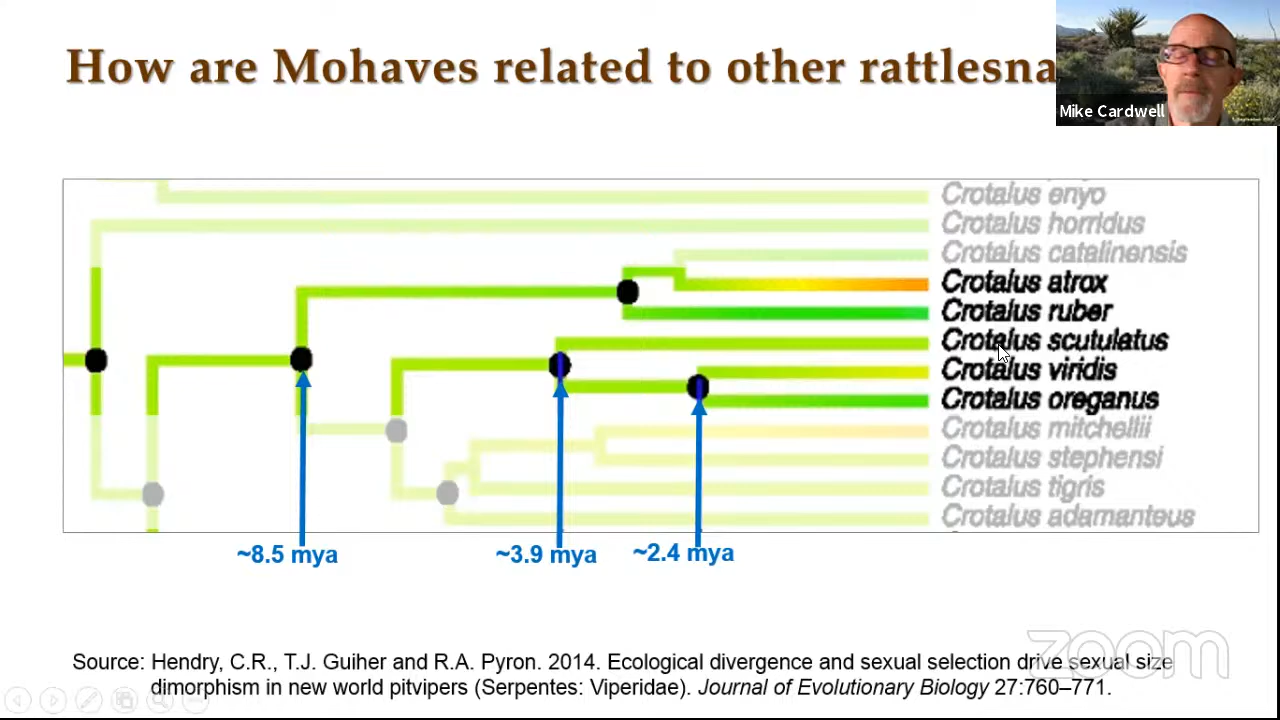 How are Mohaves related to other rattlesna
Mike Cardwell
Crotalus enyo
Crotalus horridus
Crotalus catalinensis
Crotalus atrox
Crotalus ruber
Crotalus scutulatus
Crotalus viridis
Crotalus oreganus
Crotalus mitchellii
Crotalus stephensi
Crotalus tigris
Crotalus adamanteus
~8.5 mya
~3.9 mya
~2.4 mya
zoom
Source: Hendry, C.R., T.J. Guiher and R.A. Pyron. 2014. Ecological divergence and sexual selection drive sexual size
dimorphism in new world pitvipers (Serpentes: Viperidae). Journal of Evolutionary Biology 27:760–771.